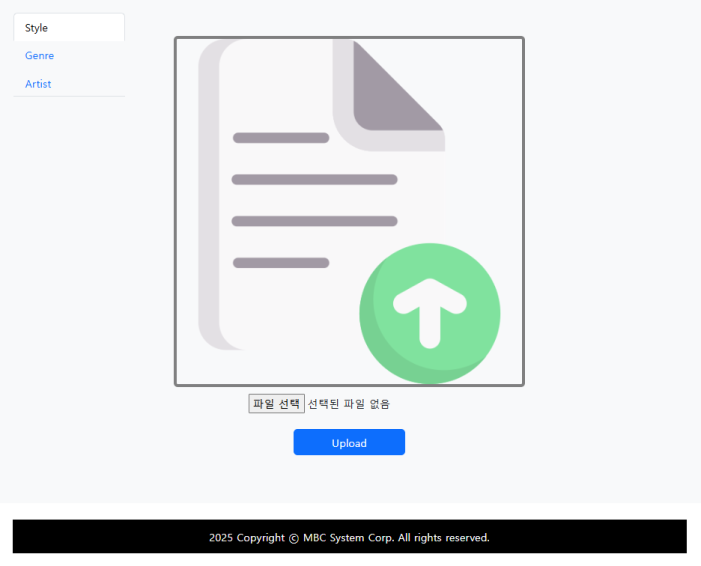 Style
Genre
Artist
파일 선택 선택된 파일 없음
Upload
2025 Copyright ⓒ MBC System Corp. All rights reserved.